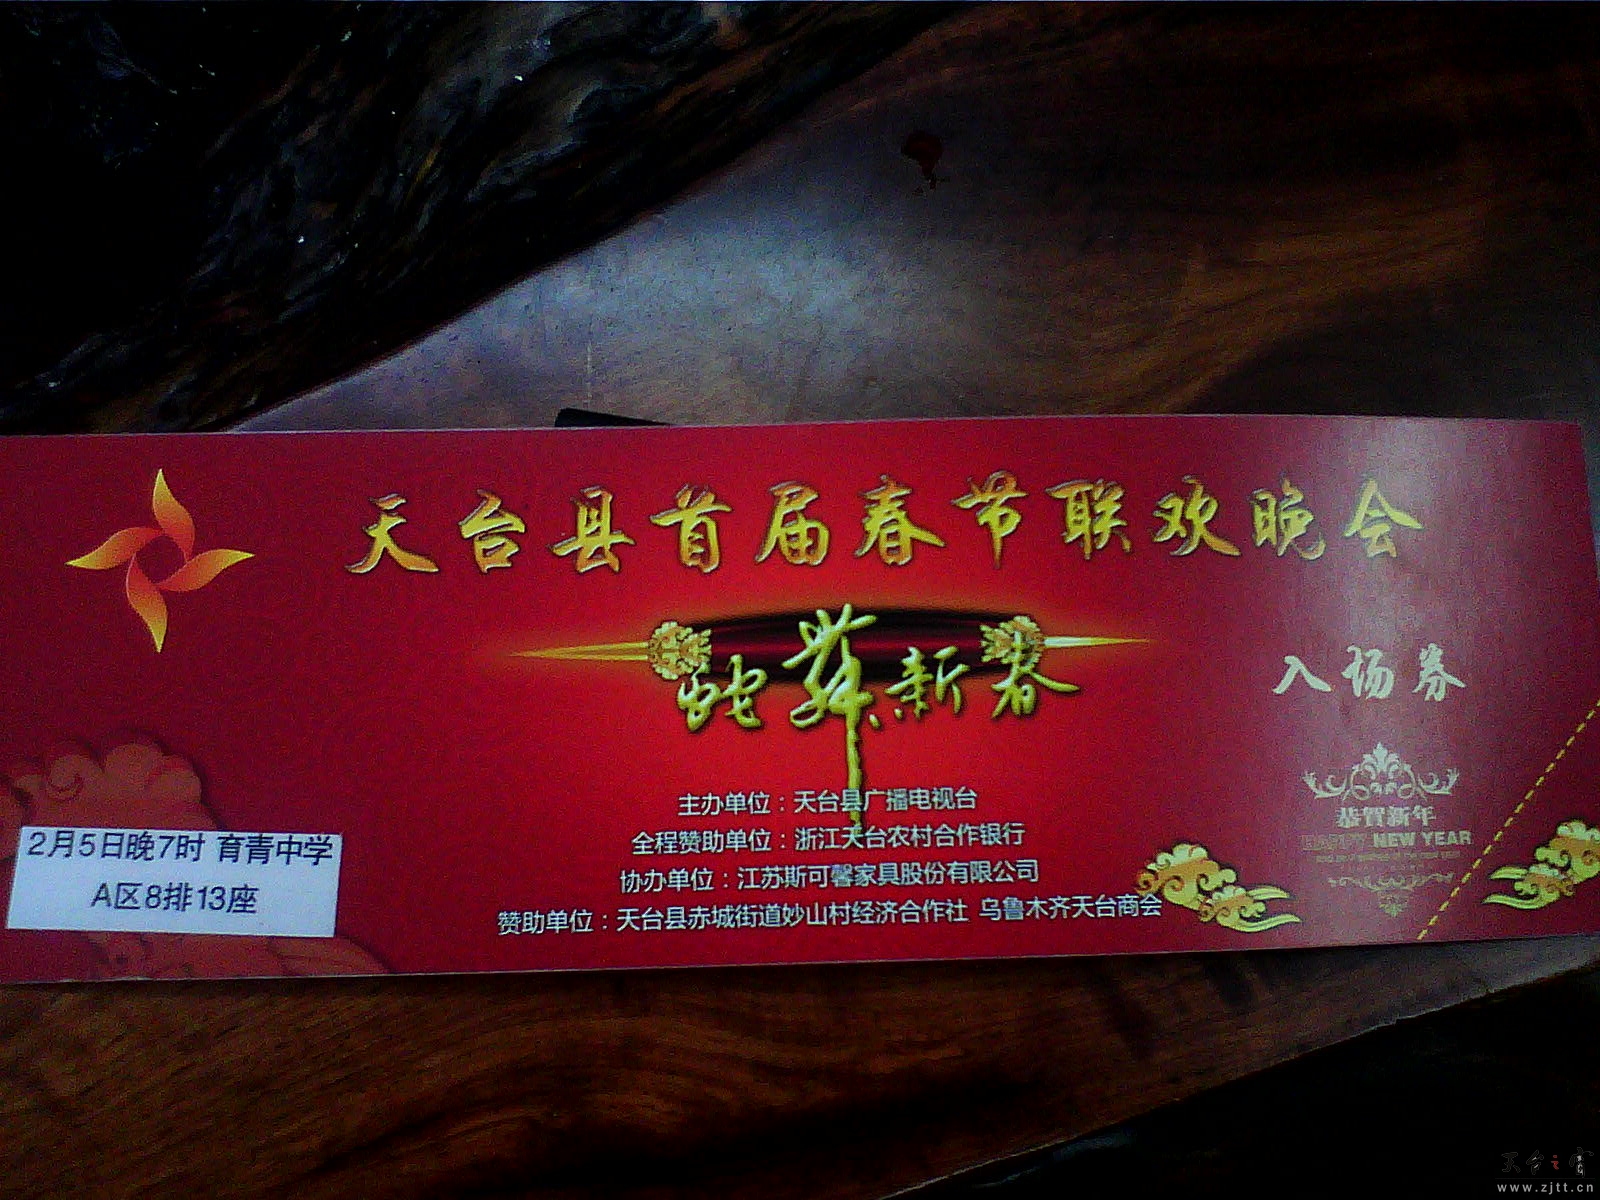 天台县首届春节联欢晚会
蛇舞新春
入场券
主办单位：天台县广播电视台
全程赞助单位：浙江天台农村合作银行
协办单位：江苏斯可馨家具股份有限公司
赞助单位：天台县赤城街道妙山村经济合作社 乌鲁木齐天台商会
2月5日晚7时 育青中学
A区8排13座
恭賀新年
NEW YEAR
天台之窗
www.zjtt.cn